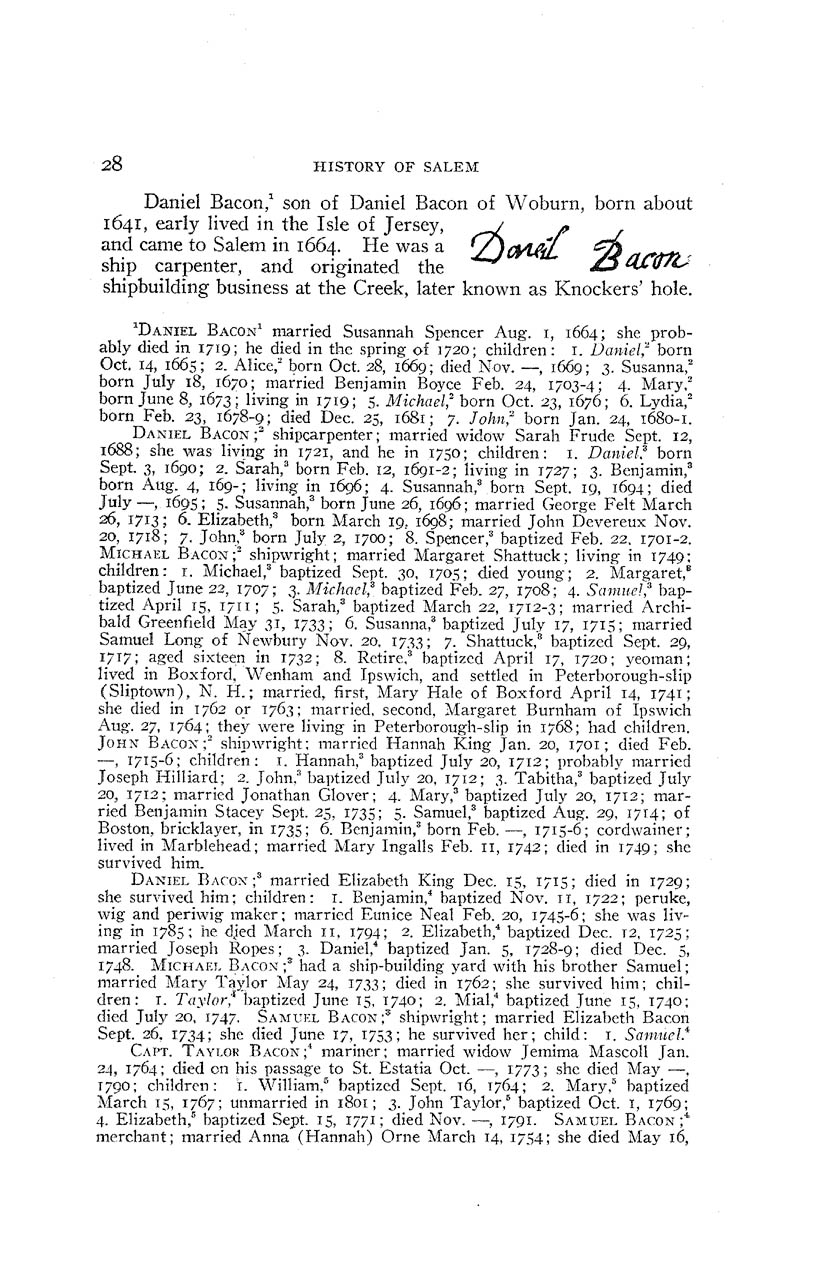 28 HISTORY OF SALEM
Daniel Bacon,¹ son of Daniel Bacon of Woburn, born about
1641, early lived in the Isle of Jersey,
and came to Salem in 1664. He was a
ship carpenter, and originated the
Daniel Bacon
shipbuilding business at the Creek, later known as Knockers' hole.
¹DANIEL BACON¹ married Susannah Spencer Aug. 1, 1664; she prob-
ably died in 1719; he died in the spring of 1720; children: 1. Daniel,² born
Oct. 14, 1665; 2. Alice,² born Oct. 28, 1669; died Nov. —, 1669; 3. Susanna,²
born July 18, 1670; married Benjamin Boyce Feb. 24, 1703-4; 4. Mary,²
born June 8, 1673; living in 1719; 5. Michael,² born Oct. 23, 1676; 6. Lydia,²
born Feb. 23, 1678-9; died Dec. 25, 1681; 7. John,² born Jan. 24, 1680-1.
DANIEL BACON;² shipcarpenter; married widow Sarah Frude Sept. 12,
1688; she was living in 1721, and he in 1750; children: 1. Daniel,³ born
Sept. 3, 1690; 2. Sarah,³ born Feb. 12, 1691-2; living in 1727; 3. Benjamin,³
born Aug. 4, 169-; living in 1696; 4. Susannah,³ born Sept. 19, 1694; died
July —, 1695; 5. Susannah,³ born June 26, 1696; married George Felt March
26, 1713; 6. Elizabeth,³ born March 19, 1698; married John Devereux Nov.
20, 1718; 7. John,³ born July 2, 1700; 8. Spencer,³ baptized Feb. 22, 1701-2.
MICHAEL BACON;² shipwright; married Margaret Shattuck; living in 1749;
children: 1. Michael,³ baptized Sept. 30, 1705; died young; 2. Margaret,³
baptized June 22, 1707; 3. Michael,³ baptized Feb. 27, 1708; 4. Samuel,³ bap-
tized April 15, 1711; 5. Sarah,³ baptized March 22, 1712-3; married Archi-
bald Greenfield May 31, 1733; 6. Susanna,³ baptized July 17, 1715; married
Samuel Long of Newbury Nov. 20, 1733; 7. Shattuck,³ baptized Sept. 29,
1717; aged sixteen in 1732; 8. Retire,³ baptized April 17, 1720; yeoman;
lived in Boxford, Wenham and Ipswich, and settled in Peterborough-slip
(Sliptown), N. H.; married, first, Mary Hale of Boxford April 14, 1741;
she died in 1762 or 1763; married, second, Margaret Burnham of Ipswich
Aug. 27, 1764; they were living in Peterborough-slip in 1768; had children.
JOHN BACON;² shipwright; married Hannah King Jan. 20, 1701; died Feb.
—, 1715-6; children: 1. Hannah,³ baptized July 20, 1712; probably married
Joseph Hilliard; 2. John,³ baptized July 20, 1712; 3. Tabitha,³ baptized July
20, 1712; married Jonathan Glover; 4. Mary,³ baptized July 20, 1712; mar-
ried Benjamin Stacey Sept. 25, 1735; 5. Samuel,³ baptized Aug. 29, 1714; of
Boston, bricklayer, in 1735; 6. Benjamin,³ born Feb. —, 1715-6; cordwainer;
lived in Marblehead; married Mary Ingalls Feb. 11, 1742; died in 1749; she
survived him.
DANIEL BACON;³ married Elizabeth King Dec. 15, 1715; died in 1729;
she survived him; children: 1. Benjamin,⁴ baptized Nov. 11, 1722; peruke,
wig and periwig maker; married Eunice Neal Feb. 20, 1745-6; she was liv-
ing in 1785; he died March 11, 1794; 2. Elizabeth,⁴ baptized Dec. 12, 1725;
married Joseph Ropes; 3. Daniel,⁴ baptized Jan. 5, 1728-9; died Dec. 5,
1748. MICHAEL BACON;³ had a ship-building yard with his brother Samuel;
married Mary Taylor May 24, 1733; died in 1762; she survived him; chil-
dren: 1. Taylor,⁴ baptized June 15, 1740; 2. Mial,⁴ baptized June 15, 1740;
died July 20, 1747. SAMUEL BACON;³ shipwright; married Elizabeth Bacon
Sept. 26, 1734; she died June 17, 1753; he survived her; child: 1. Samuel.⁴
CAPT. TAYLOR BACON;⁴ mariner; married widow Jemima Mascoll Jan.
24, 1764; died on his passage to St. Estatia Oct. —, 1773; she died May —,
1790; children: 1. William,⁵ baptized Sept. 16, 1764; 2. Mary,⁵ baptized
March 15, 1767; unmarried in 1801; 3. John Taylor,⁵ baptized Oct. 1, 1769;
4. Elizabeth,⁵ baptized Sept. 15, 1771; died Nov. —, 1791. SAMUEL BACON;⁴
merchant; married Anna (Hannah) Orne March 14, 1754; she died May 16,